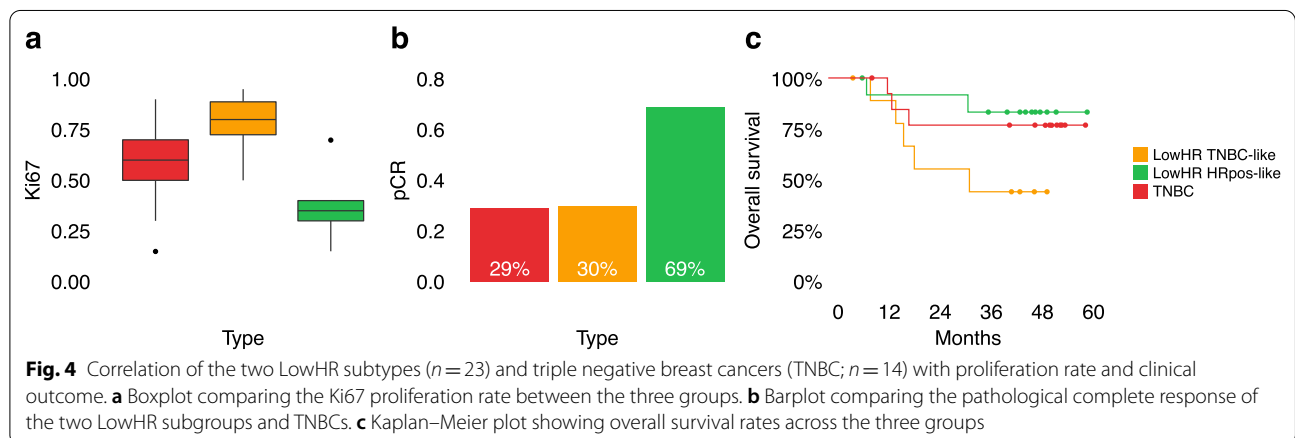 a
Ki67
1.00
0.75
0.50
0.25
0.00
Type
b
pCR
0.8
0.6
0.4
0.2
0.0
29%
30%
69%
Type
c
Overall survival
100%
75%
50%
25%
0%
0 12 24 36 48 60
Months
LowHR TNBC-like
LowHR HRpos-like
TNBC
Fig. 4 Correlation of the two LowHR subtypes (n = 23) and triple negative breast cancers (TNBC; n = 14) with proliferation rate and clinical
outcome. a Boxplot comparing the Ki67 proliferation rate between the three groups. b Barplot comparing the pathological complete response of
the two LowHR subgroups and TNBCs. c Kaplan–Meier plot showing overall survival rates across the three groups